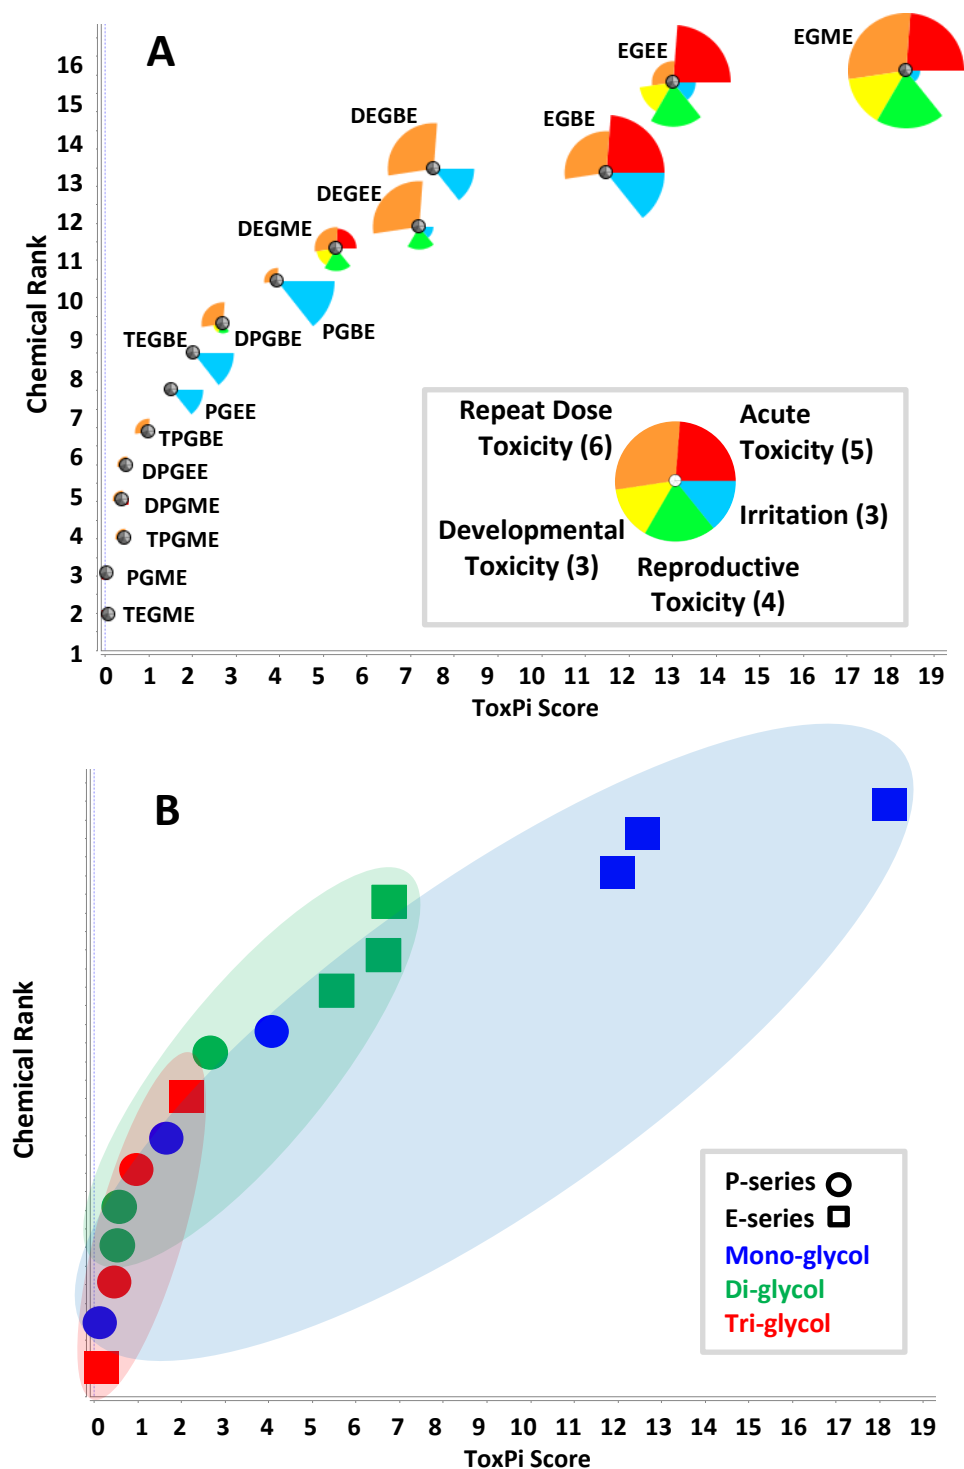 A
EGME
EGEE
16
15
DEGBE
EGBE
14
13
DEGEE
12
DEGME
11
10
PGBE
DPGBE
TEGBE
9
8
PGEE
7
TPGBE
6
DPGEE
5
DPGME
4
TPGME
3
PGME
2
TEGME
1
Chemical Rank
Repeat Dose
Toxicity (6)
Acute
Toxicity (5)
Irritation (3)
Developmental
Toxicity (3)
Reproductive
Toxicity (4)
0 1 2 3 4 5 6 7 8 9 10 11 12 13 14 15 16 17 18 19
ToxPi Score
B
Chemical Rank
P-series
E-series
Mono-glycol
Di-glycol
Tri-glycol
0 1 2 3 4 5 6 7 8 9 10 11 12 13 14 15 16 17 18 19
ToxPi Score